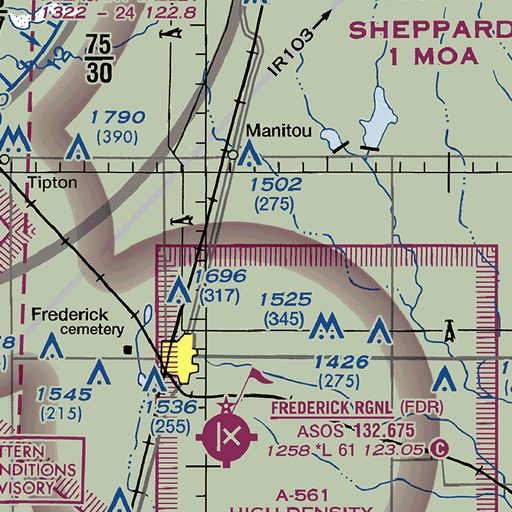 1322 - 24 122.8
SHEPPARD
1 MOA
75
30
IR103
1790
(390)
Manitou
Tipton
1502
(275)
1696
(317)
1525
(345)
Frederick
cemetery
1426
(275)
1545
(215)
1536
(255)
FREDERICK RGNL (FDR)
ASOS 132.675
1258 *L 61 123.05 C
TTERN
ONDITIONS
VISORY
A-561
HIGH DENSITY